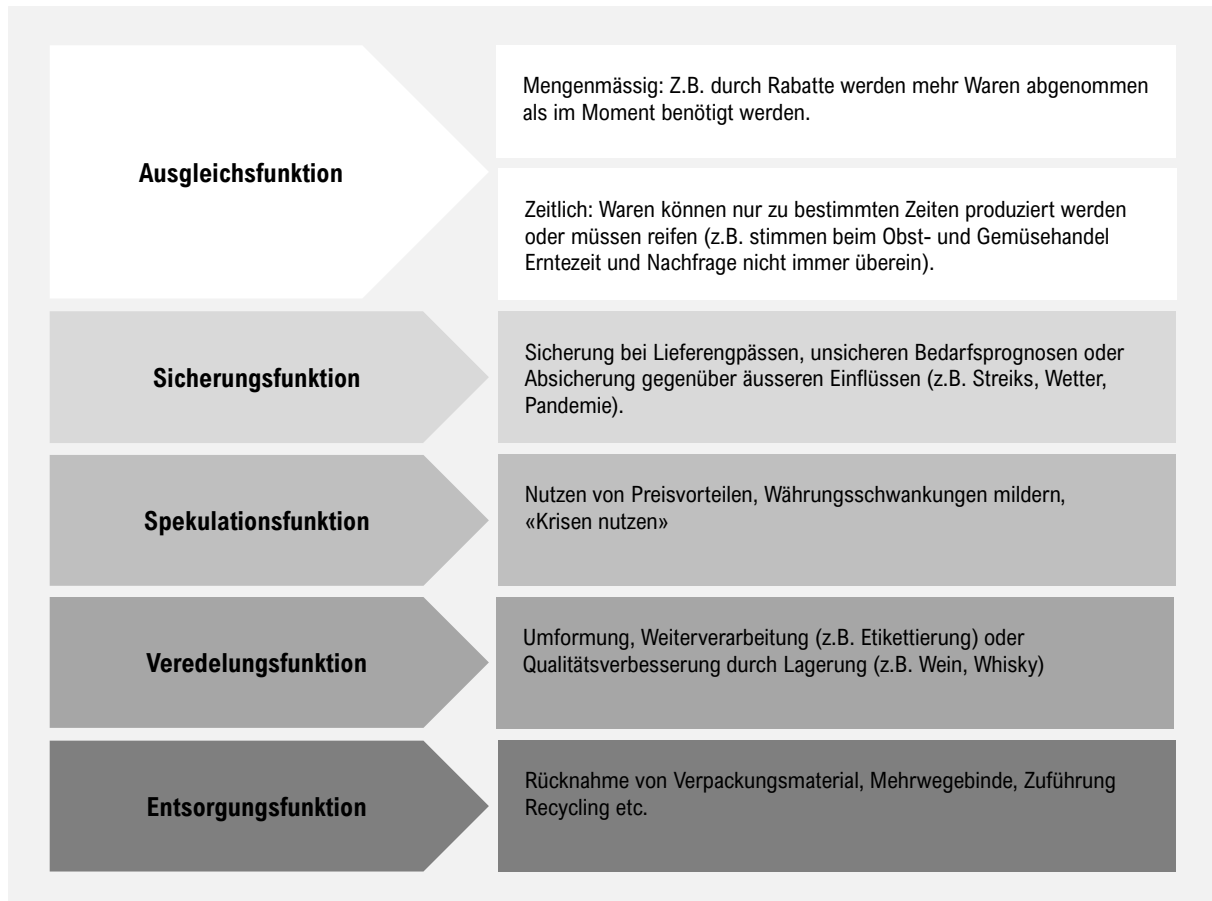 Ausgleichsfunktion
Mengenmässig: Z.B. durch Rabatte werden mehr Waren abgenommen
als im Moment benötigt werden.
Zeitlich: Waren können nur zu bestimmten Zeiten produziert werden
oder müssen reifen (z.B. stimmen beim Obst- und Gemüsehandel
Erntezeit und Nachfrage nicht immer überein).
Sicherungsfunktion
Sicherung bei Lieferengpässen, unsicheren Bedarfsprognosen oder
Absicherung gegenüber äusseren Einflüssen (z.B. Streiks, Wetter,
Pandemie).
Spekulationsfunktion
Nutzen von Preisvorteilen, Währungsschwankungen mildern,
«Krisen nutzen»
Veredelungsfunktion
Umformung, Weiterverarbeitung (z.B. Etikettierung) oder
Qualitätsverbesserung durch Lagerung (z.B. Wein, Whisky)
Entsorgungsfunktion
Rücknahme von Verpackungsmaterial, Mehrwegebinde, Zuführung
Recycling etc.